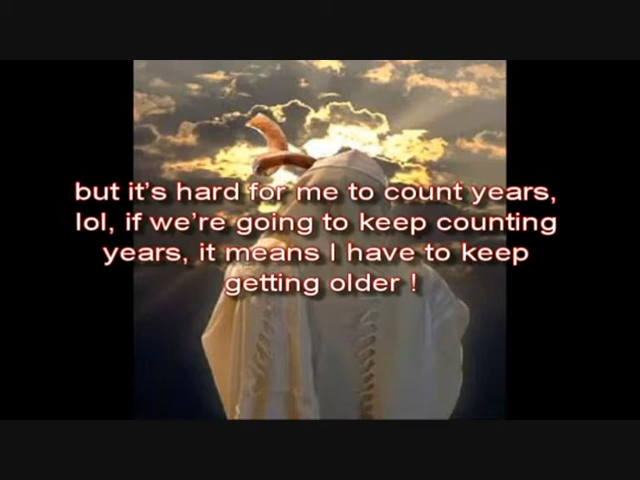 but it's hard for me to count years,
lol, if we're going to keep counting
years, it means I have to keep
getting older !